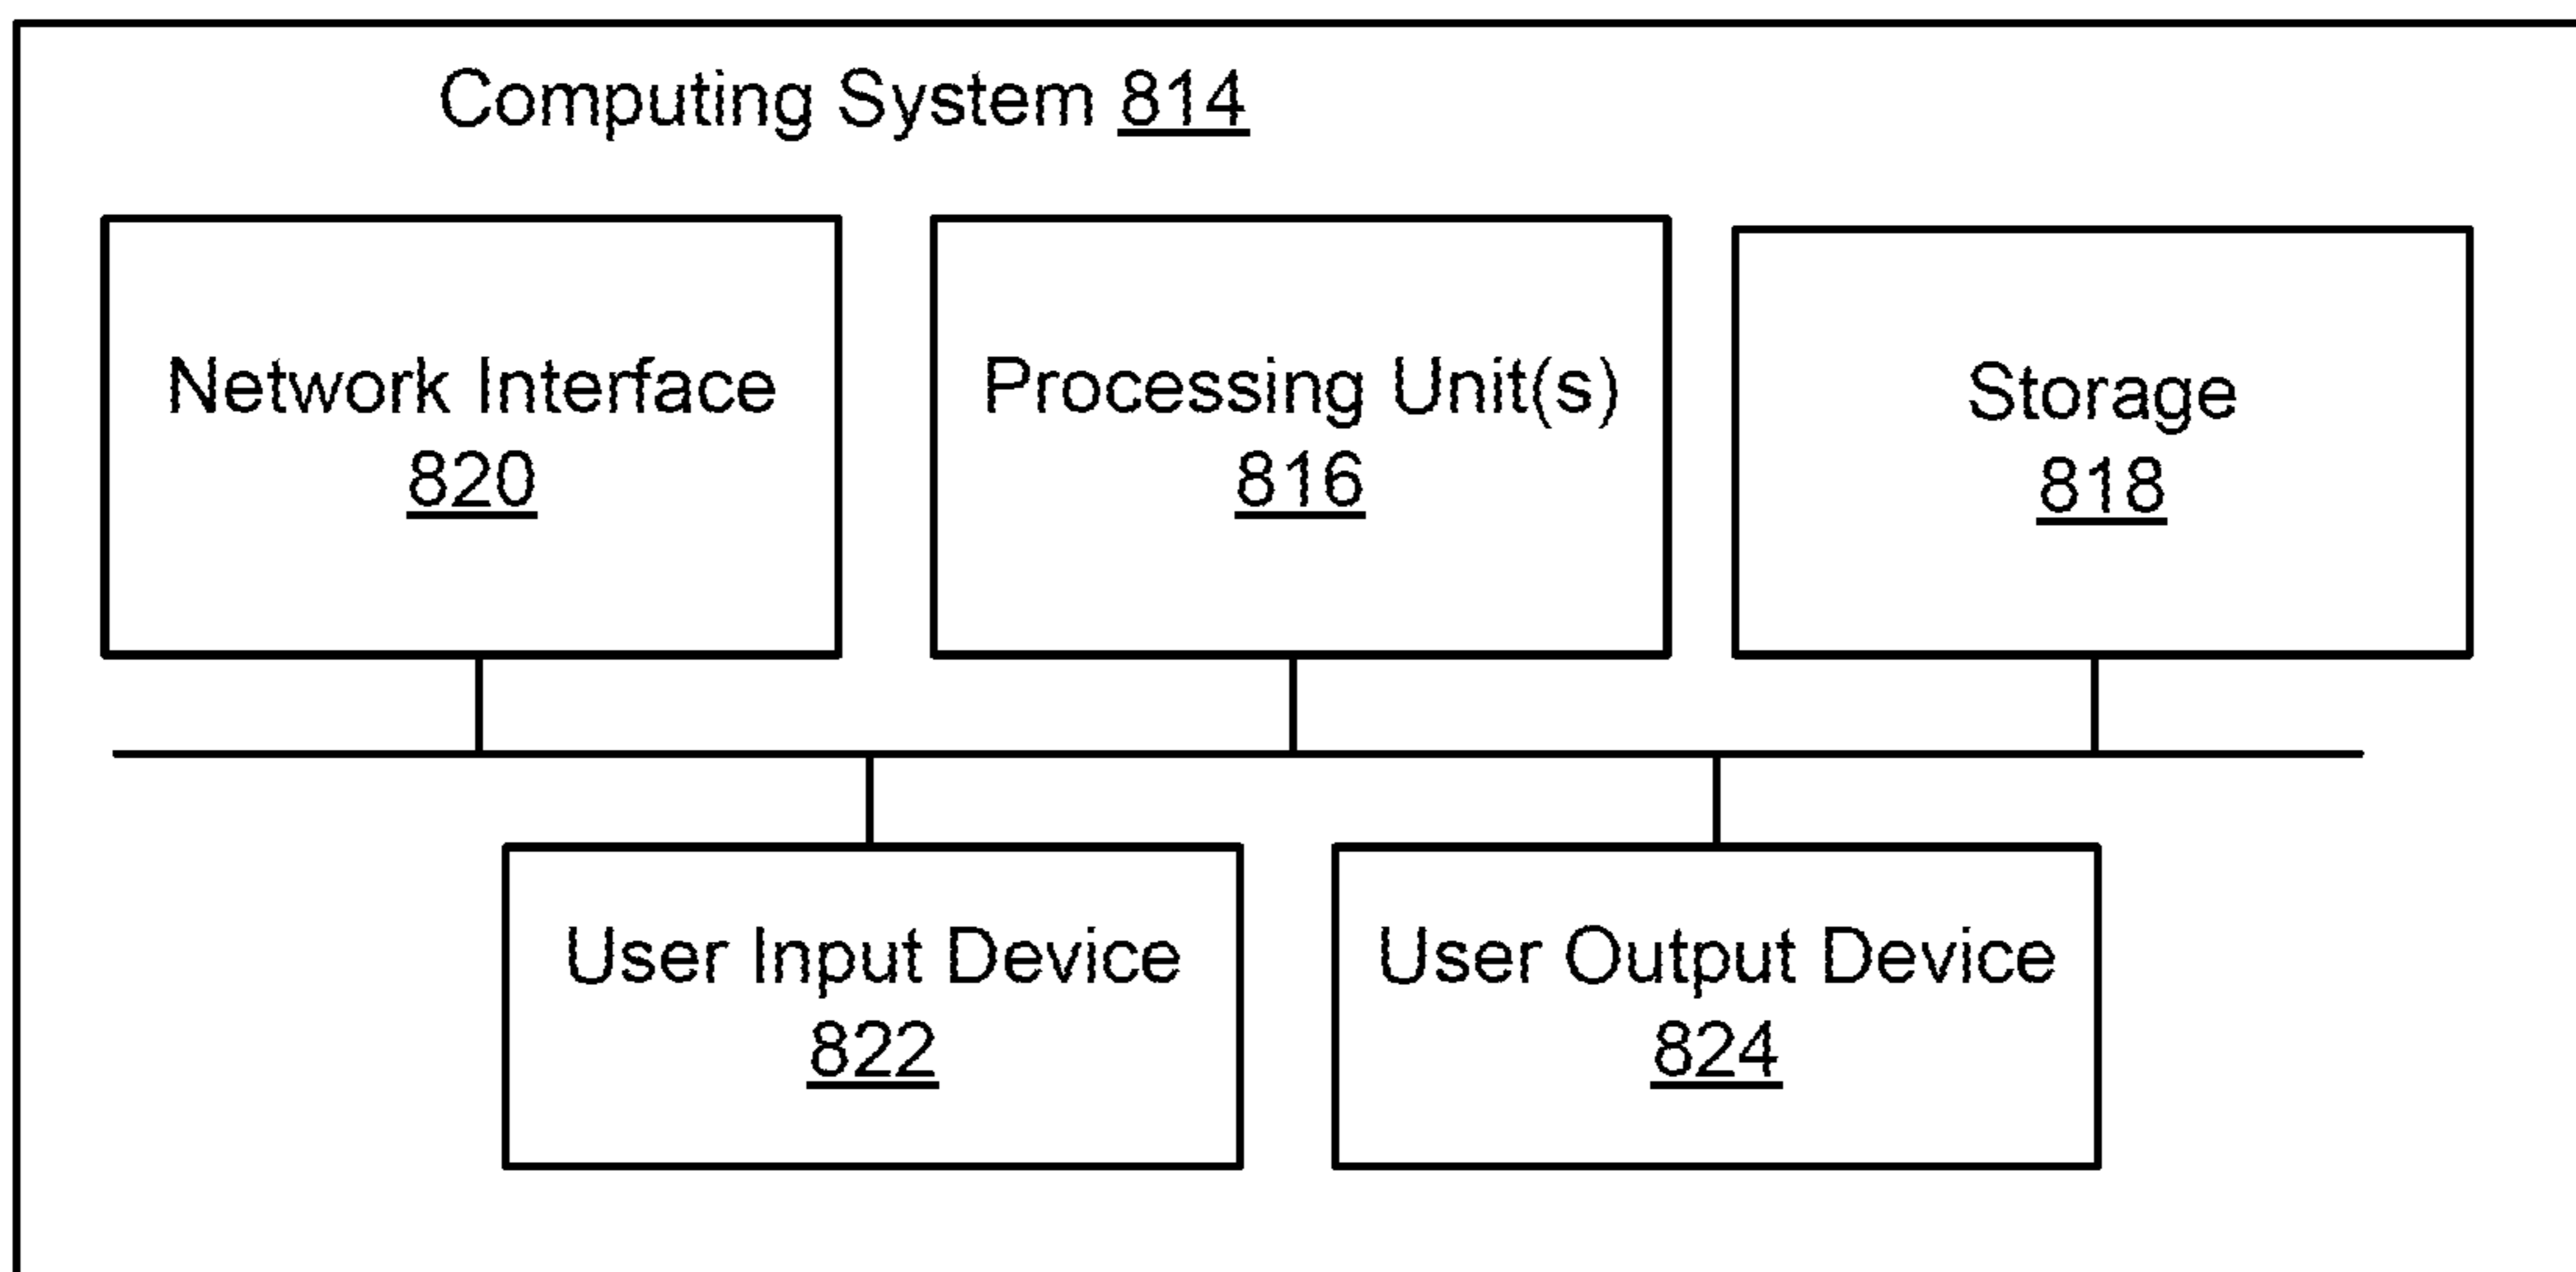 Computing System 814
Network Interface
820
Processing Unit(s)
816
Storage
818
User Input Device
822
User Output Device
824